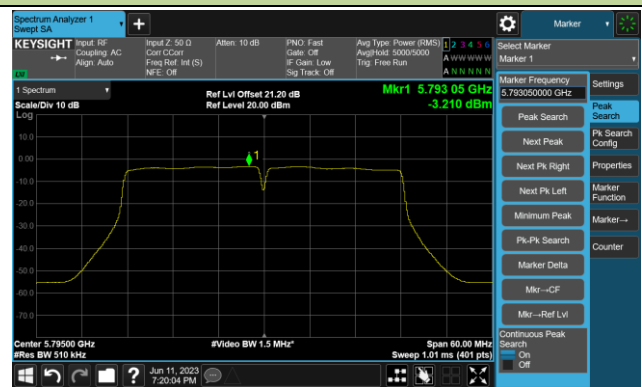 Spectrum Analyzer 1
Swept SA
Marker
KEYSIGHT
Input: RF
Coupling: AC
Align: Auto
Input Z: 50 Ω
Corr CCorr
Freq Ref: Int (S)
NFE: Off
Atten: 10 dB
PNO: Fast
Gate: Off
IF Gain: Low
Sig Track: Off
Avg Type: Power (RMS)
Avg|Hold: 5000/5000
Trig: Free Run
1 2 3 4 5 6
A W W W W W
A N N N N N
LXI
Select Marker
Marker 1
1 Spectrum
Scale/Div 10 dB
Log
Ref Lvl Offset 21.20 dB
Ref Level 20.00 dBm
Mkr1 5.793 05 GHz
-3.210 dBm
10.0
0.00
-10.0
-20.0
-30.0
-40.0
-50.0
-60.0
-70.0
1
Center 5.79500 GHz
#Res BW 510 kHz
#Video BW 1.5 MHz*
Span 60.00 MHz
Sweep 1.01 ms (401 pts)
Marker Frequency
5.793050000 GHz
Peak Search
Next Peak
Next Pk Right
Next Pk Left
Minimum Peak
Pk-Pk Search
Marker Delta
Mkr→CF
Mkr→Ref Lvl
Continuous Peak
Search
On
Off
Settings
Peak
Search
Pk Search
Config
Properties
Marker
Function
Marker→
Counter
Jun 11, 2023
7:20:04 PM